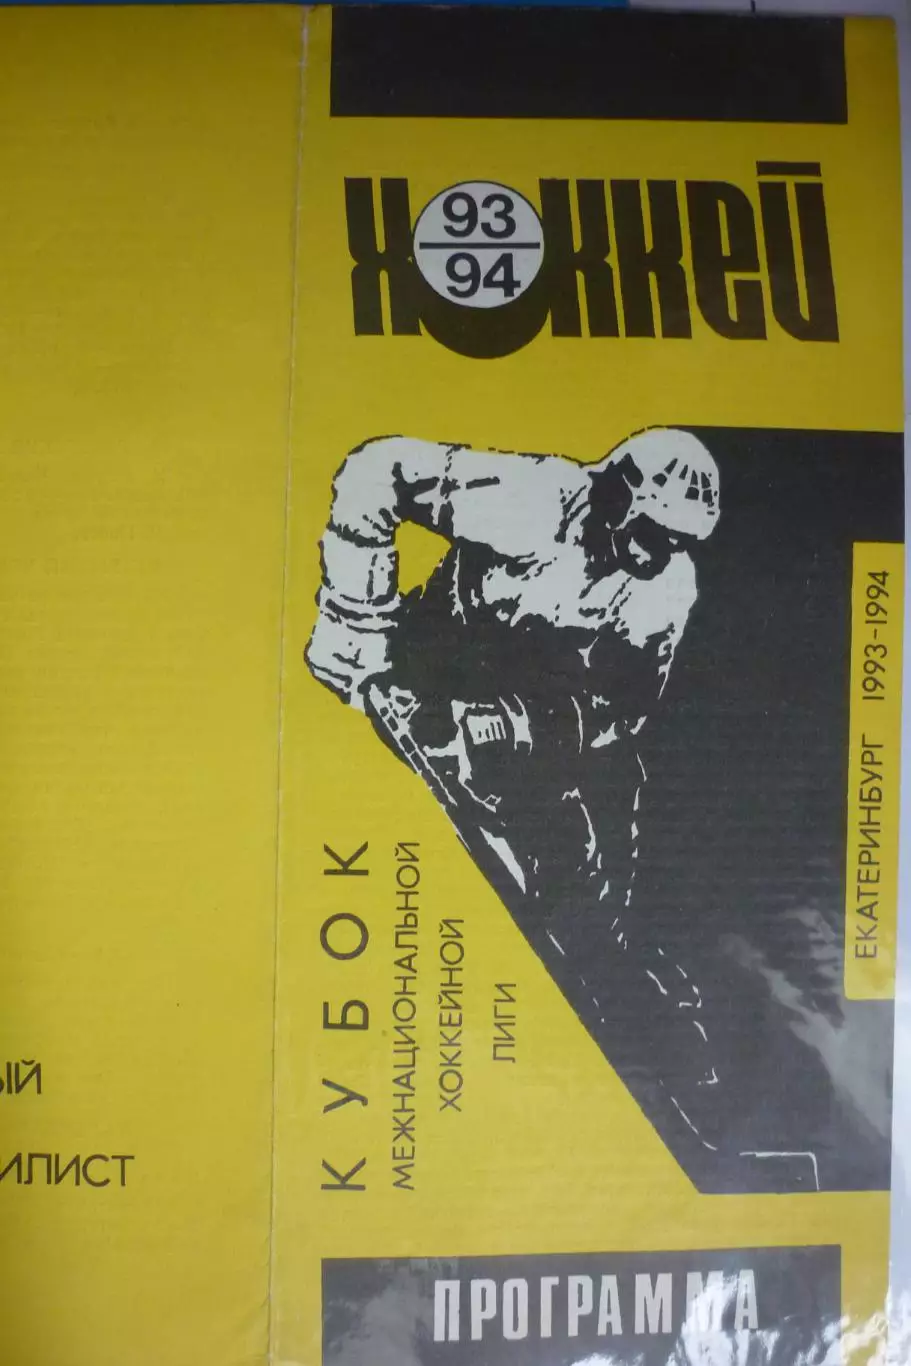 ХОККЕЙ
93
94
КУБОК
МЕЖНАЦИОНАЛЬНОЙ
ХОККЕЙНОЙ
ЛИГИ
ЕКАТЕРИНБУРГ 1993-1994
ПРОГРАММА
ЫЙ
ИЛИСТ